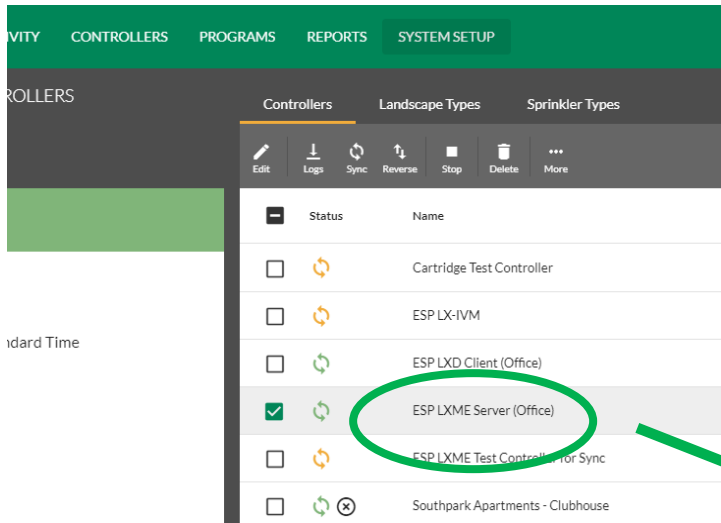 IVITY CONTROLLERS PROGRAMS REPORTS SYSTEM SETUP
ROLLERS
Controllers Landscape Types Sprinkler Types
Edit Logs Sync Reverse Stop Delete More
Status Name
Cartridge Test Controller
ESP LX-IVM
ndard Time
ESP LXD Client (Office)
ESP LXME Server (Office)
ESP LXME Test Controller for Sync
Southpark Apartments - Clubhouse